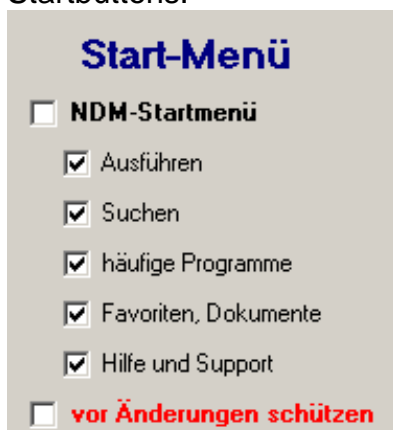 Startbuttons.
Start-Menü
NDM-Startmenü
Ausführen
Suchen
häufige Programme
Favoriten, Dokumente
Hilfe und Support
vor Änderungen schützen